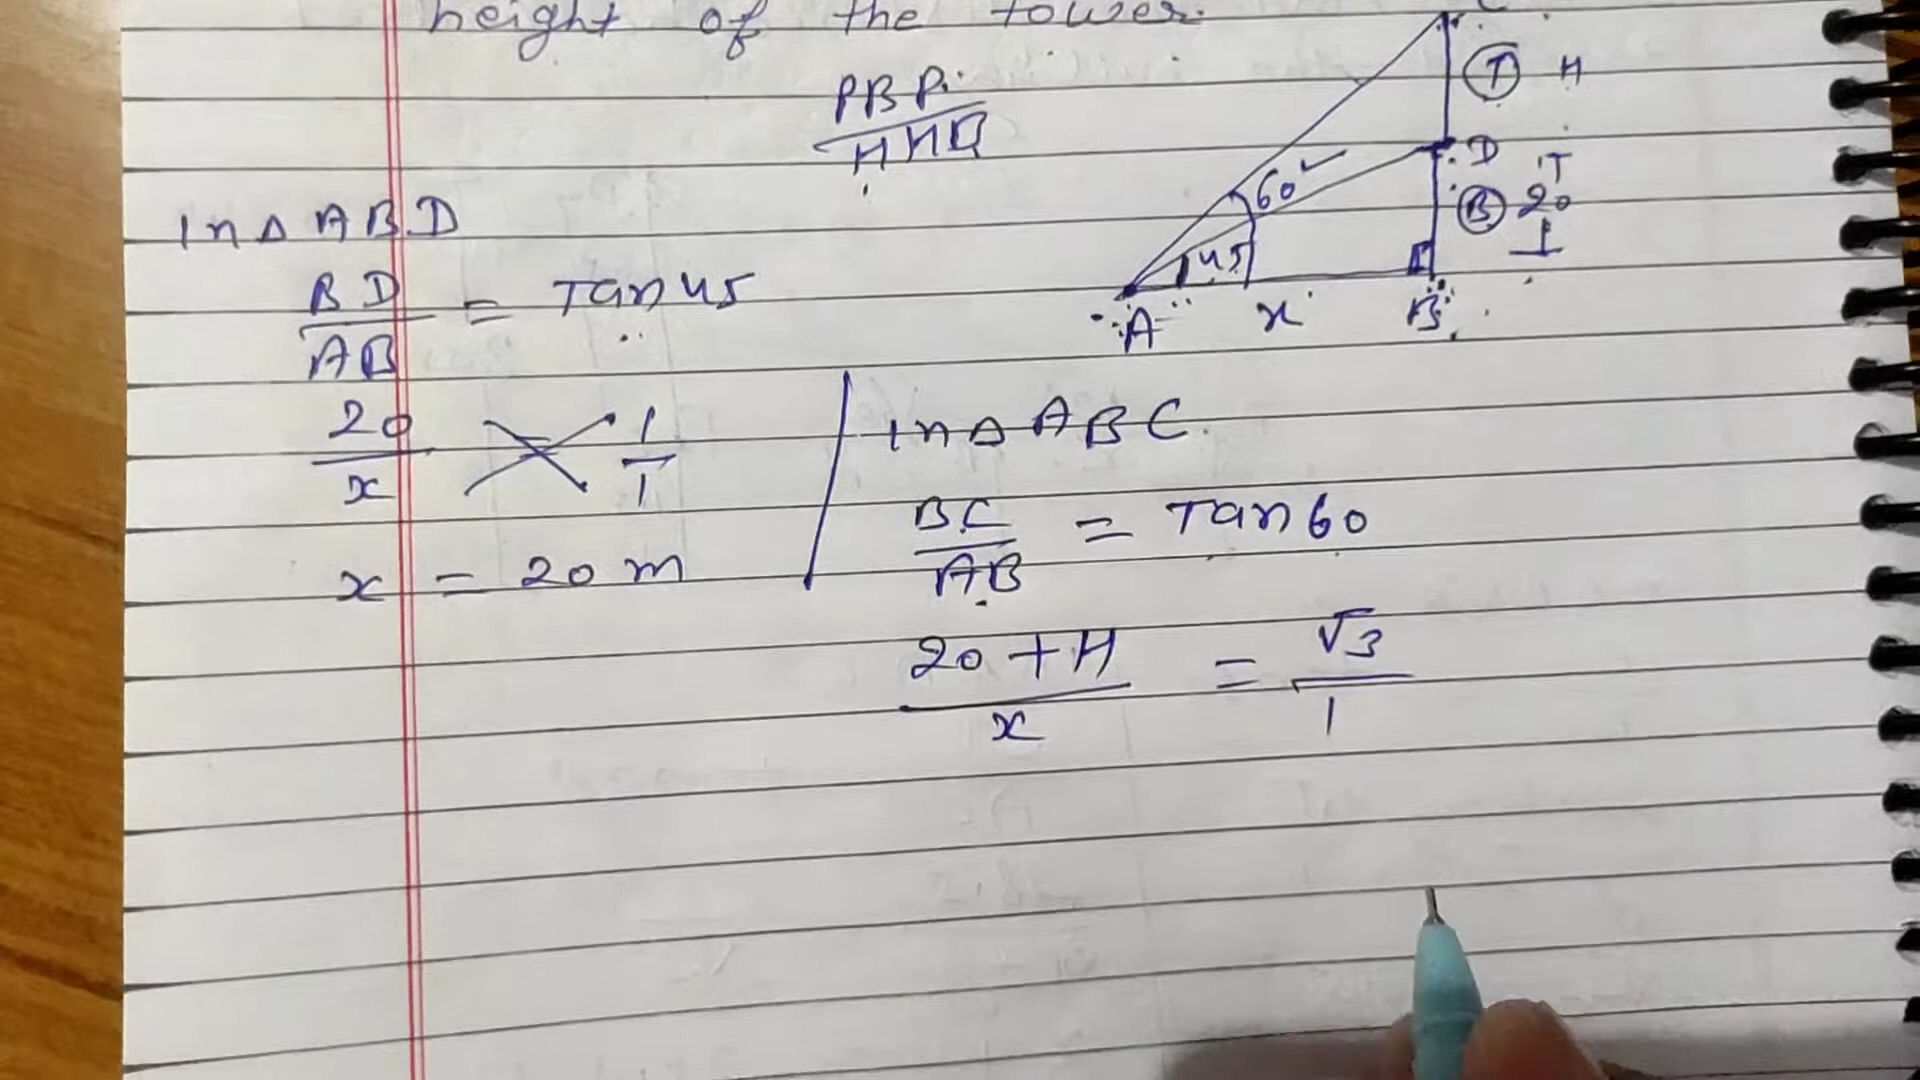 height of the tower.
PBP
HHB
C
T H
D
60
B 20
45
A x B
In Δ ABD
BD = Tan 45
AB
20 1
x 1
x = 20 m
In Δ ABC.
BC = Tan 60
AB
20 + H = √3
x 1